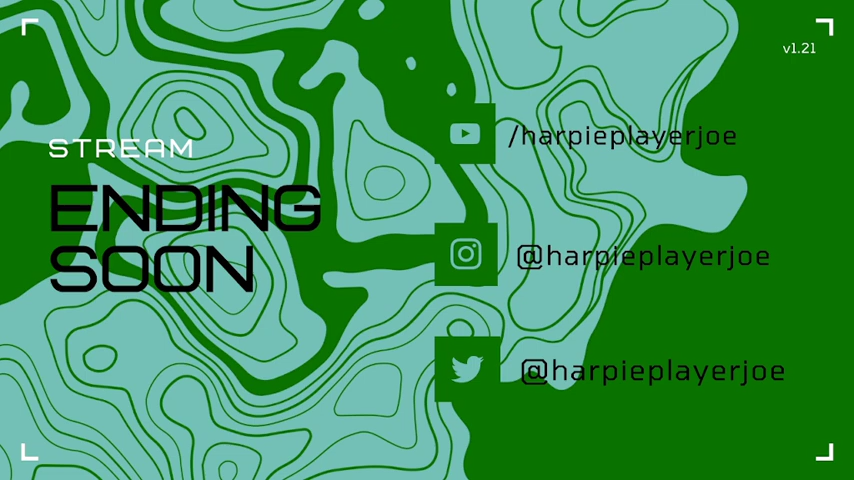 v1.21
STREAM
ENDING
SOON
/harpieplayerjoe
@harpieplayerjoe
@harpieplayerjoe